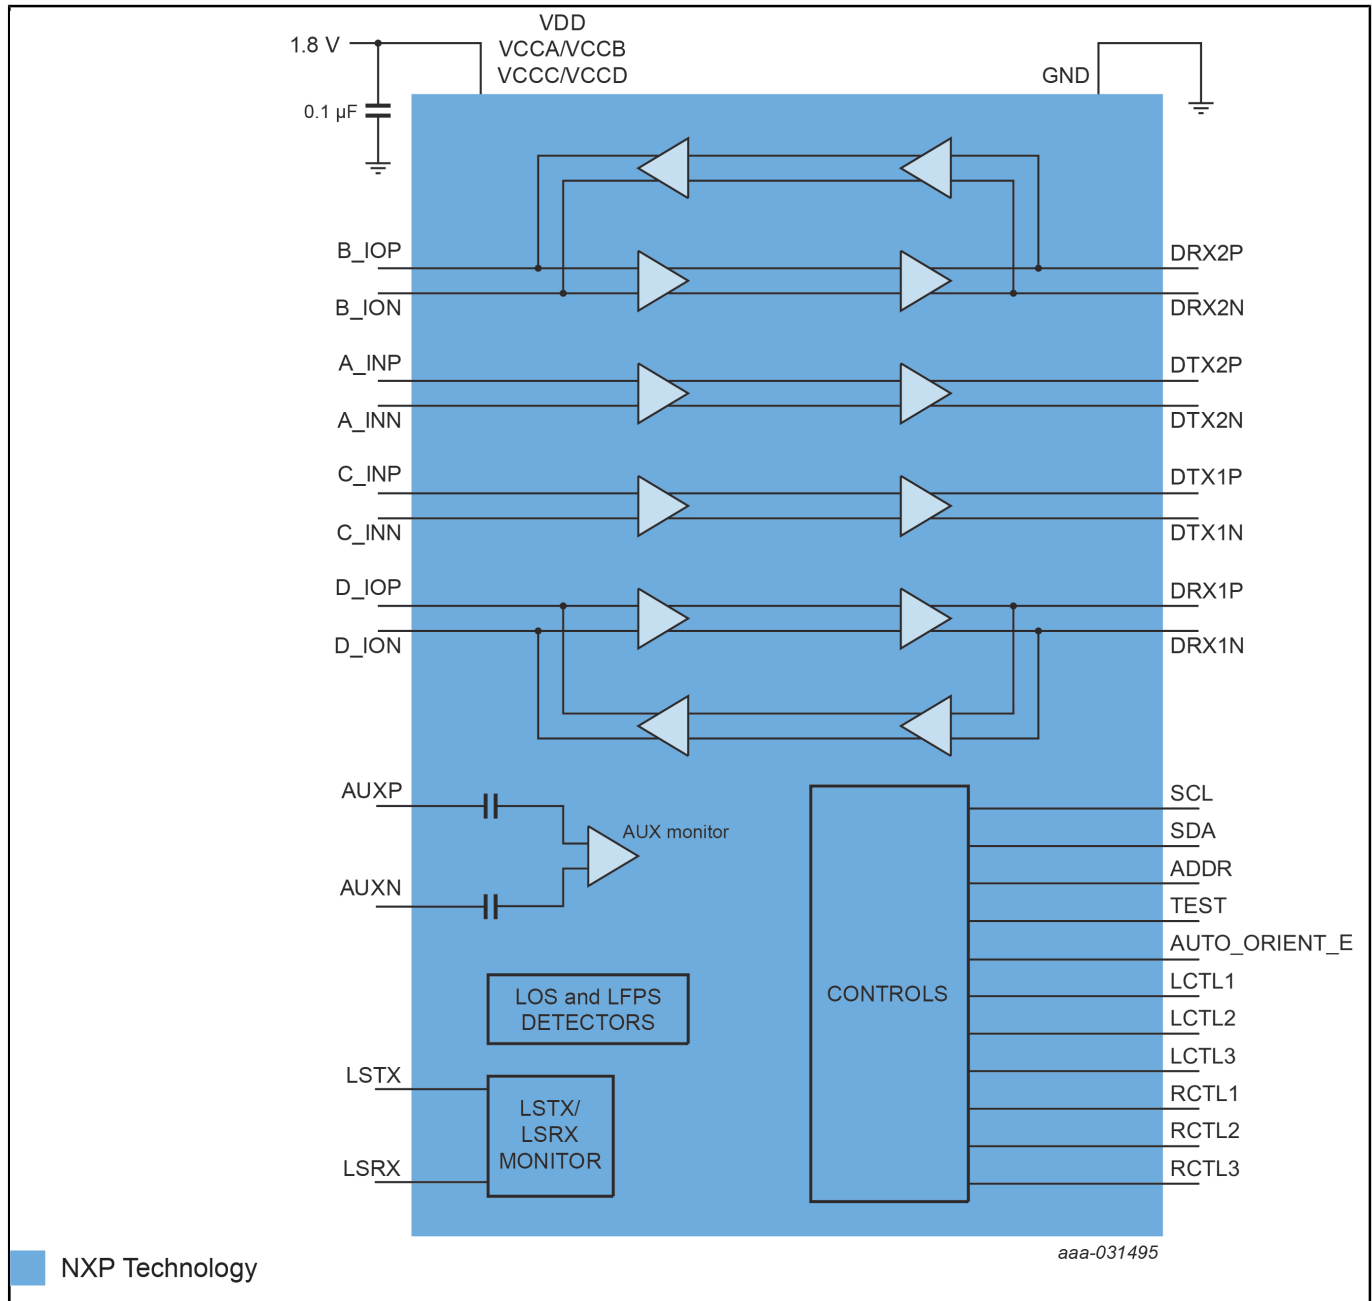 VDD
1.8 V
VCCA/VCCB
VCCC/VCCD
GND
0.1 µF
B_IOP
DRX2P
B_ION
DRX2N
A_INP
DTX2P
A_INN
DTX2N
C_INP
DTX1P
C_INN
DTX1N
D_IOP
DRX1P
D_ION
DRX1N
AUXP
SCL
AUX monitor
SDA
ADDR
AUXN
TEST
AUTO_ORIENT_E
LOS and LFPS
DETECTORS
CONTROLS
LCTL1
LCTL2
LCTL3
LSTX
LSTX/
LSRX
MONITOR
RCTL1
RCTL2
LSRX
RCTL3
aaa-031495
NXP Technology